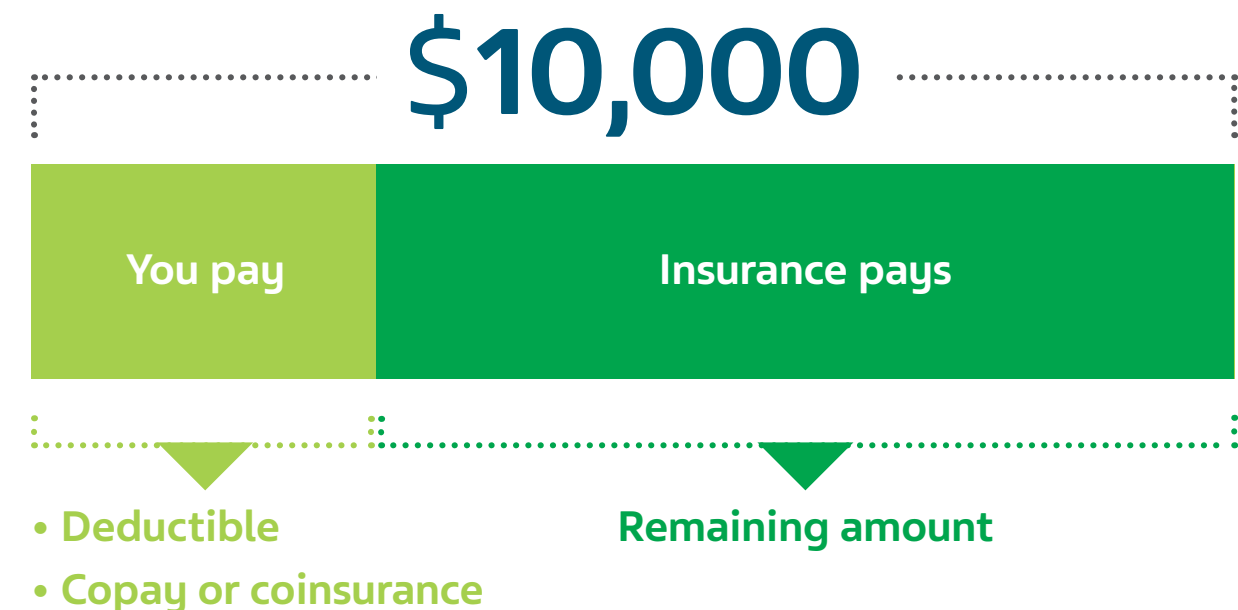 $10,000
You pay
Insurance pays
• Deductible
• Copay or coinsurance
Remaining amount